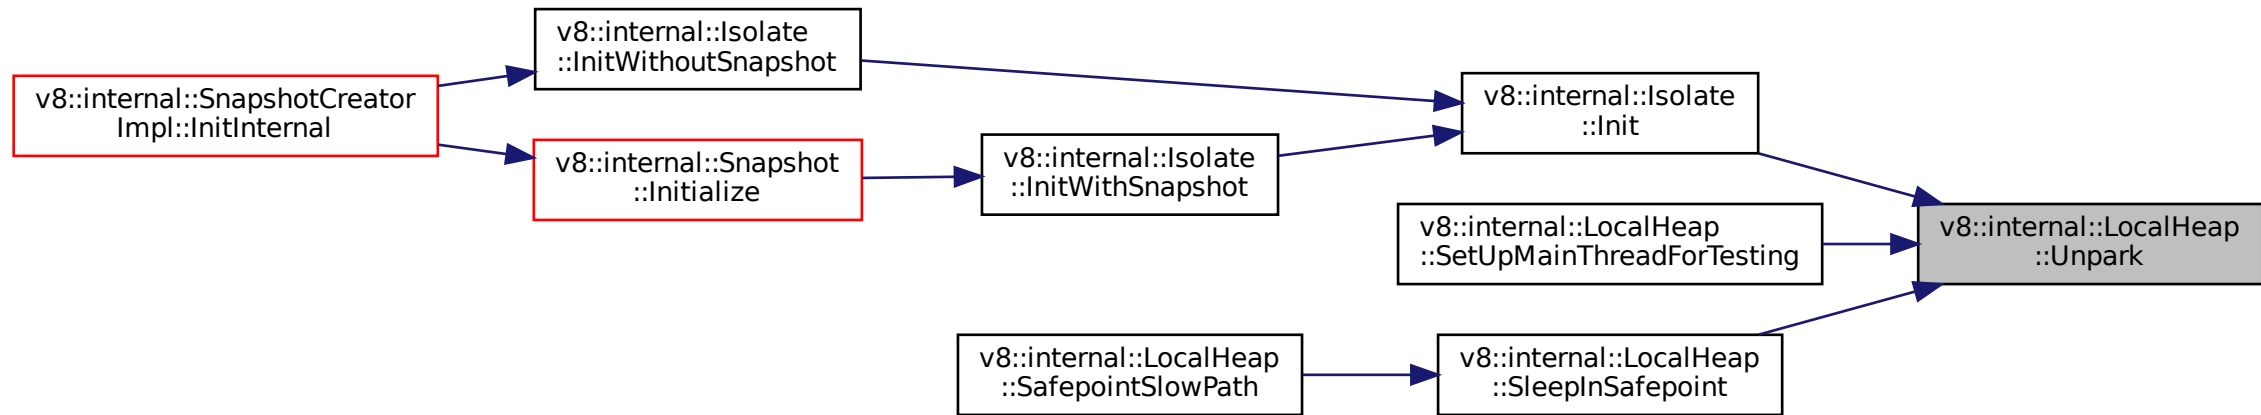 v8::internal::SnapshotCreator
Impl::InitInternal
v8::internal::Isolate
::InitWithoutSnapshot
v8::internal::Snapshot
::Initialize
v8::internal::Isolate
::InitWithSnapshot
v8::internal::Isolate
::Init
v8::internal::LocalHeap
::SetUpMainThreadForTesting
v8::internal::LocalHeap
::SafepointSlowPath
v8::internal::LocalHeap
::SleepInSafepoint
v8::internal::LocalHeap
::Unpark